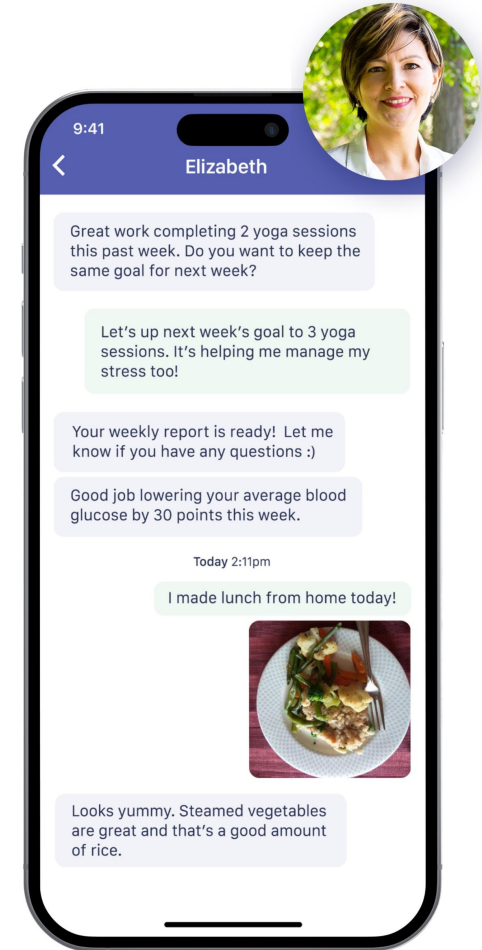 9:41
Elizabeth
Great work completing 2 yoga sessions
this past week. Do you want to keep the
same goal for next week?
Let's up next week's goal to 3 yoga
sessions. It's helping me manage my
stress too!
Your weekly report is ready!  Let me
know if you have any questions :)
Good job lowering your average blood
glucose by 30 points this week.
Today 2:11pm
I made lunch from home today!
Looks yummy. Steamed vegetables
are great and that's a good amount
of rice.